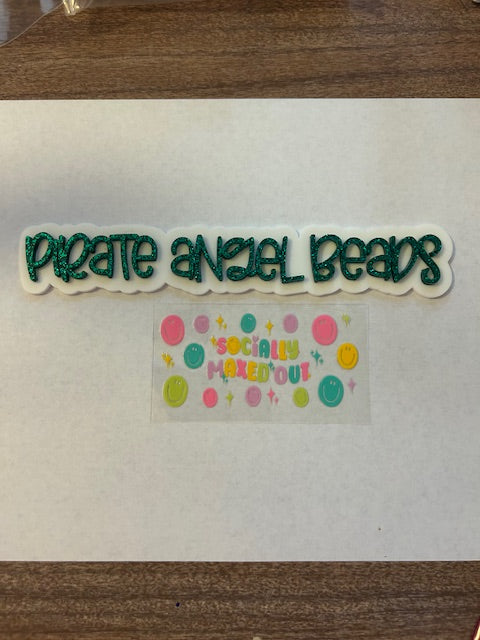 PIRATE ANGEL BEADS
SOCIALLY
MAXED OUT